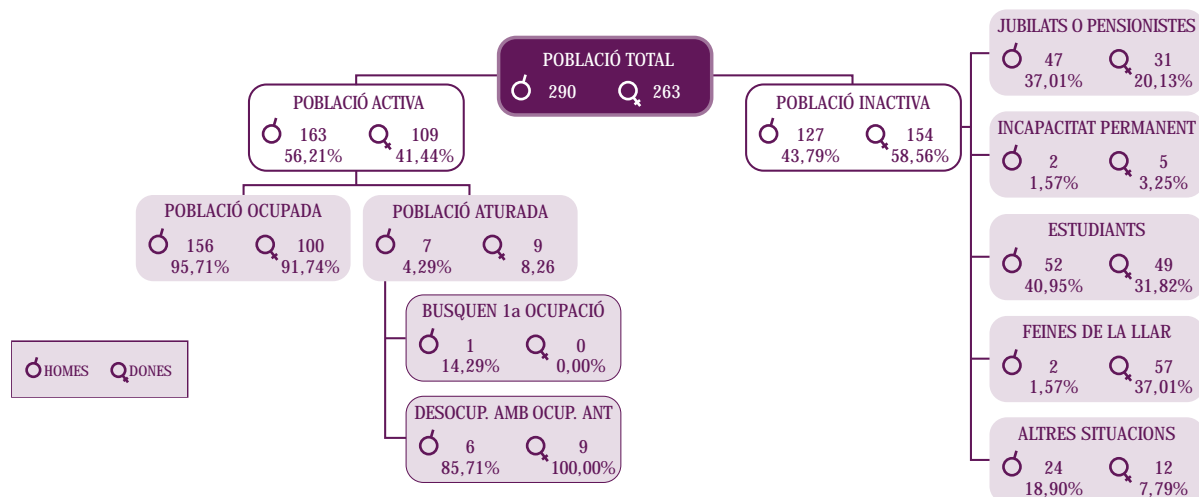 POBLACIÓ TOTAL
290 263
POBLACIÓ ACTIVA
163 109
56,21% 41,44%
POBLACIÓ OCUPADA
156 100
95,71% 91,74%
POBLACIÓ ATURADA
7 9
4,29% 8,26
BUSQUEN 1a OCUPACIÓ
1 0
14,29% 0,00%
DESOCUP. AMB OCUP. ANT
6 9
85,71% 100,00%
POBLACIÓ INACTIVA
127 154
43,79% 58,56%
JUBILATS O PENSIONISTES
47 31
37,01% 20,13%
INCAPACITAT PERMANENT
2 5
1,57% 3,25%
ESTUDIANTS
52 49
40,95% 31,82%
FEINES DE LA LLAR
2 57
1,57% 37,01%
ALTRES SITUACIONS
24 12
18,90% 7,79%
HOMES DONES